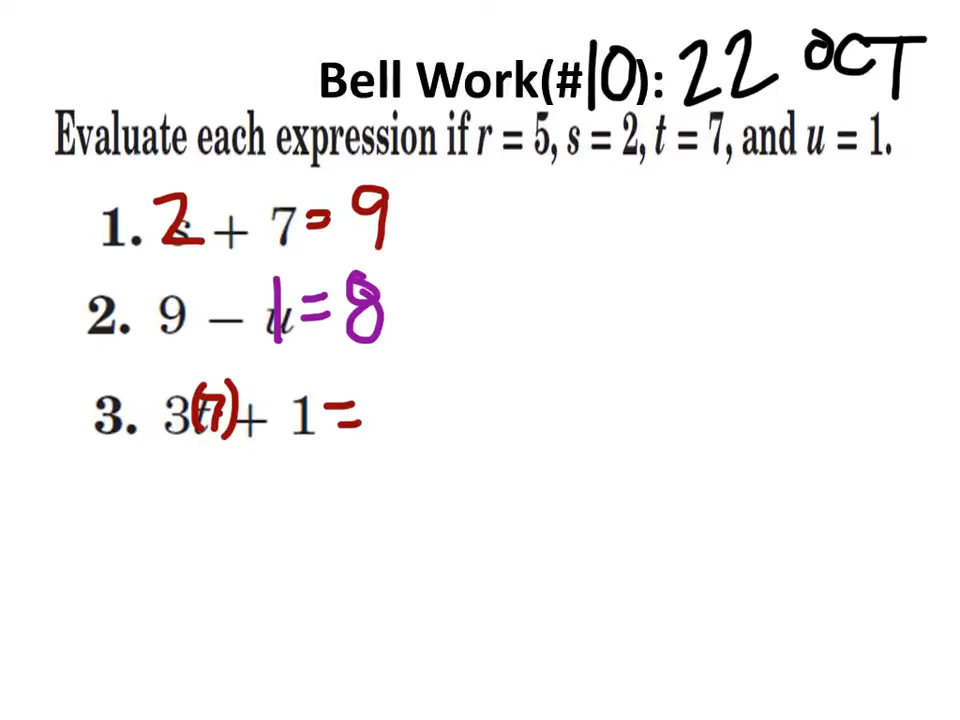 Bell Work(#10): 22 OCT
Evaluate each expression if r = 5, s = 2, t = 7, and u = 1.
1. 2 + 7 = 9
2. 9 − 1 = 8
3. 3(7) + 1 =